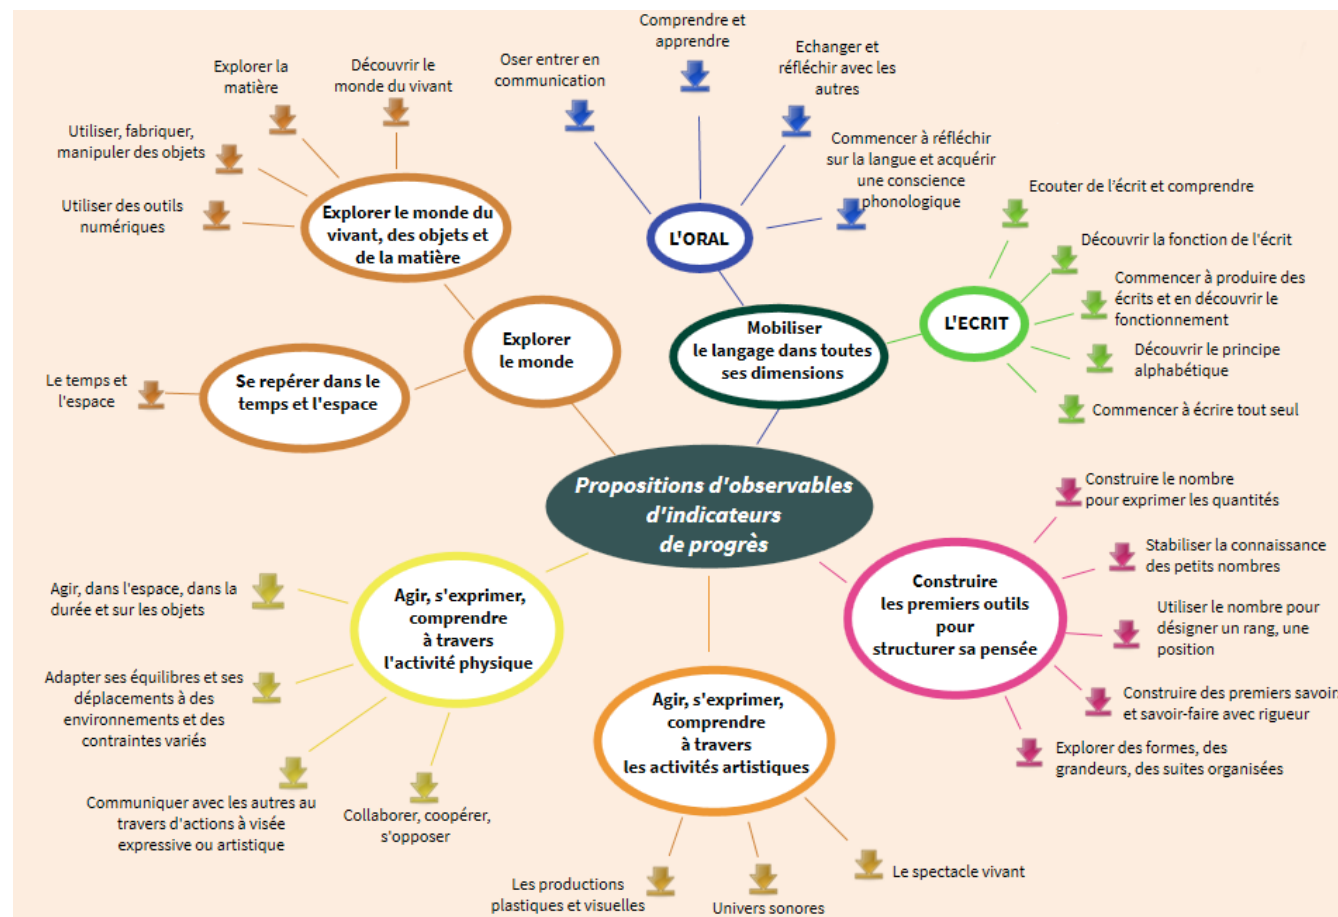 Comprendre et
apprendre
Oser entrer en
communication
Echanger et
réfléchir avec les
autres
Commencer à réfléchir
sur la langue et acquérir
une conscience
phonologique
L'ORAL
Explorer la
matière
Découvrir le
monde du vivant
Utiliser, fabriquer,
manipuler des objets
Utiliser des outils
numériques
Explorer le monde du
vivant, des objets et
de la matière
Explorer
le monde
Se repérer dans le
temps et l'espace
Le temps et
l'espace
Mobiliser
le langage dans toutes
ses dimensions
L'ECRIT
Ecouter de l'écrit et comprendre
Découvrir la fonction de l'écrit
Commencer à produire des
écrits et en découvrir le
fonctionnement
Découvrir le principe
alphabétique
Commencer à écrire tout seul
Propositions d'observables
d'indicateurs
de progrès
Construire
les premiers outils
pour
structurer sa pensée
Construire le nombre
pour exprimer les quantités
Stabiliser la connaissance
des petits nombres
Utiliser le nombre pour
désigner un rang, une
position
Construire des premiers savoir
et savoir-faire avec rigueur
Explorer des formes, des
grandeurs, des suites organisées
Agir, s'exprimer,
comprendre
à travers
l'activité physique
Agir, dans l'espace, dans la
durée et sur les objets
Adapter ses équilibres et ses
déplacements à des
environnements et des
contraintes variés
Communiquer avec les autres au
travers d'actions à visée
expressive ou artistique
Collaborer, coopérer,
s'opposer
Agir, s'exprimer,
comprendre
à travers
les activités artistiques
Les productions
plastiques et visuelles
Univers sonores
Le spectacle vivant